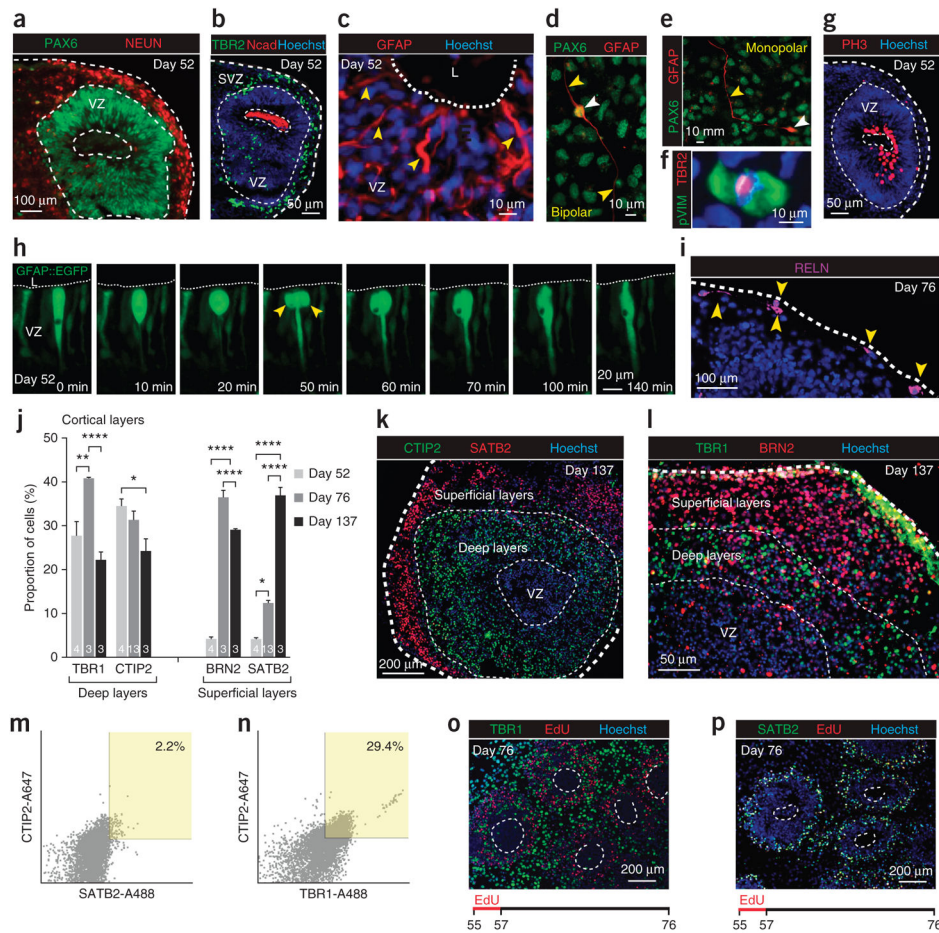 a
PAX6 NEUN
Day 52
VZ
100 µm
b
TBR2NcadHoechst
Day 52
SVZ
VZ
50 µm
c
GFAP Hoechst
Day 52
L
VZ
10 µm
d
PAX6 GFAP
Bipolar
10 µm
e
Monopolar
PAX6 GFAP
10 mm
f
pVIM TBR2
10 µm
g
PH3 Hoechst
Day 52
50 µm
h
GFAP::EGFP
L
VZ
Day 52
0 min
10 min
20 min
50 min
60 min
70 min
100 min
20 µm
140 min
i
RELN
Day 76
100 µm
j
Cortical layers
Proportion of cells (%)
50
40
30
20
10
0
** **** * **** **** **** **** *
Day 52
Day 76
Day 137
4 3 3 4 13 3 4 3 3 4 13 3
TBR1 CTIP2 BRN2 SATB2
Deep layers Superficial layers
k
CTIP2 SATB2 Hoechst
Day 137
Superficial layers
Deep layers
VZ
200 µm
l
TBR1 BRN2 Hoechst
Day 137
Superficial layers
Deep layers
VZ
50 µm
m
2.2%
CTIP2-A647
SATB2-A488
n
29.4%
CTIP2-A647
TBR1-A488
o
TBR1 EdU Hoechst
Day 76
200 µm
EdU
55 57 76
p
SATB2 EdU Hoechst
Day 76
200 µm
EdU
55 57 76